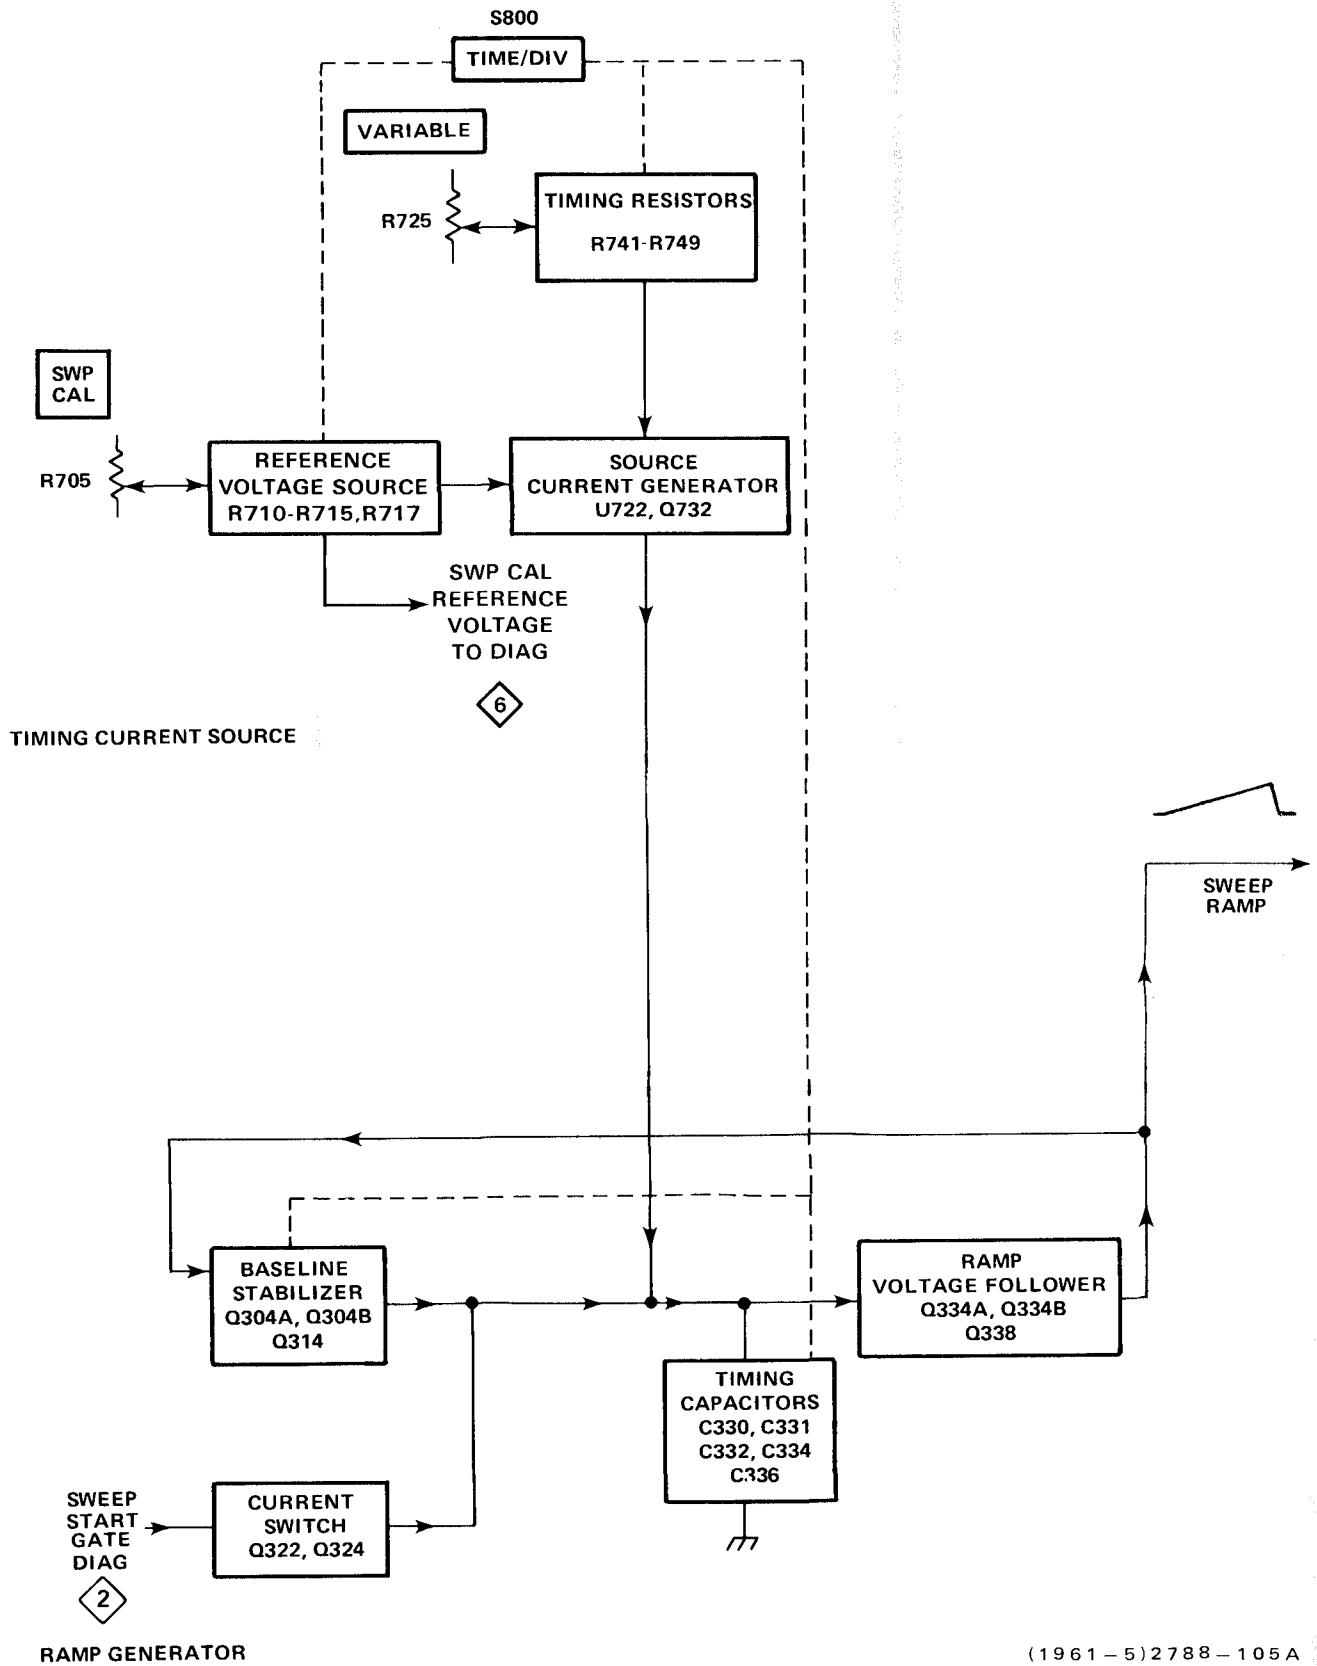 S800
TIME/DIV
VARIABLE
R725
TIMING RESISTORS
R741-R749
SWP
CAL
R705
REFERENCE
VOLTAGE SOURCE
R710-R715,R717
SOURCE
CURRENT GENERATOR
U722, Q732
SWP CAL
REFERENCE
VOLTAGE
TO DIAG
6
TIMING CURRENT SOURCE
SWEEP
RAMP
BASELINE
STABILIZER
Q304A, Q304B
Q314
RAMP
VOLTAGE FOLLOWER
Q334A, Q334B
Q338
TIMING
CAPACITORS
C330, C331
C332, C334
C336
SWEEP
START
GATE
DIAG
2
CURRENT
SWITCH
Q322, Q324
RAMP GENERATOR
(1961-5)2788-105A